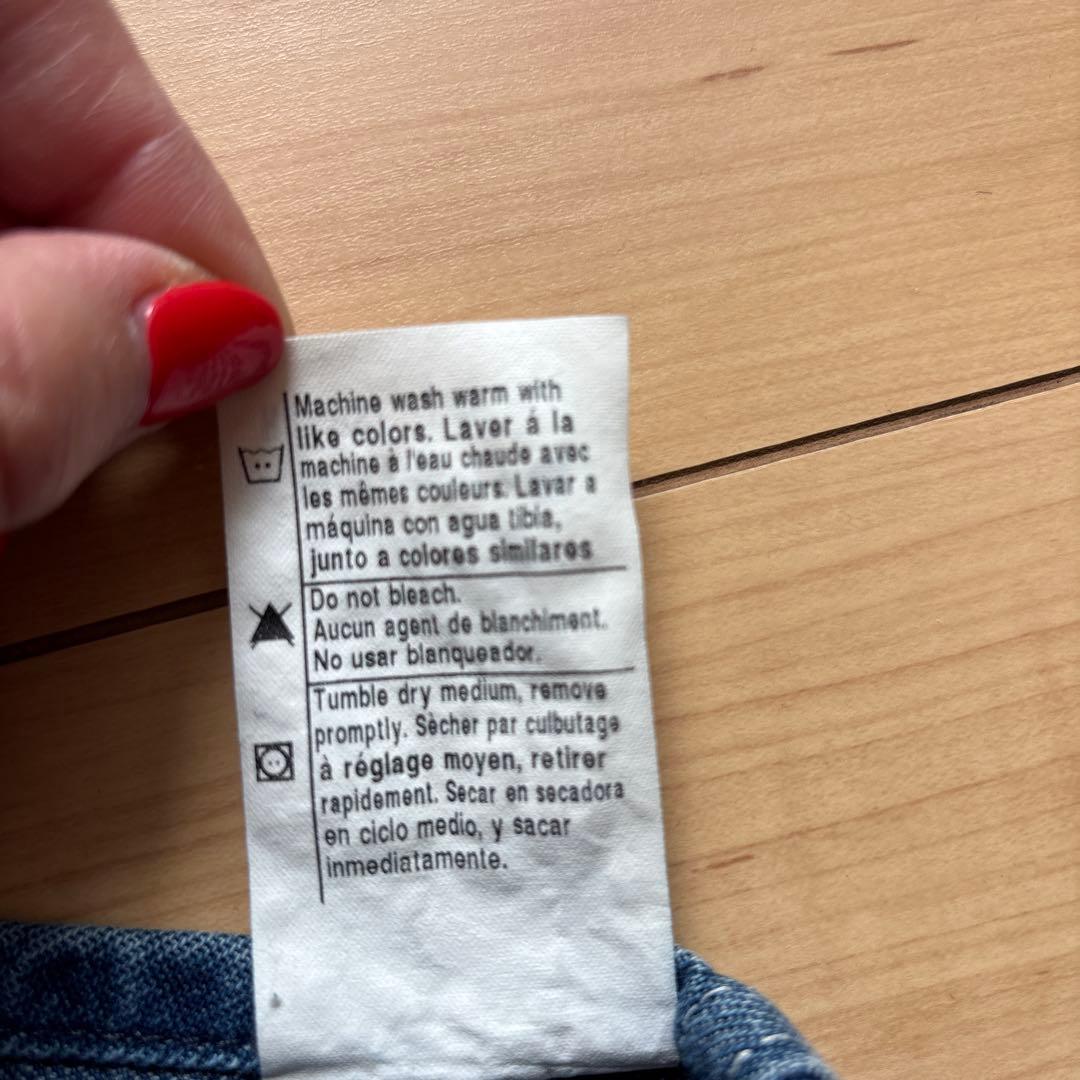 Machine wash warm with
like colors. Laver á la
machine à l'eau chaude avec
les mêmes couleurs. Lavar a
máquina con agua tibia,
junto a colores similares
Do not bleach.
Aucun agent de blanchiment.
No usar blanqueador.
Tumble dry medium, remove
promptly. Sècher par culbutage
à réglage moyen, retirer
rapidement. Secar en secadora
en ciclo medio, y sacar
inmediatamente.